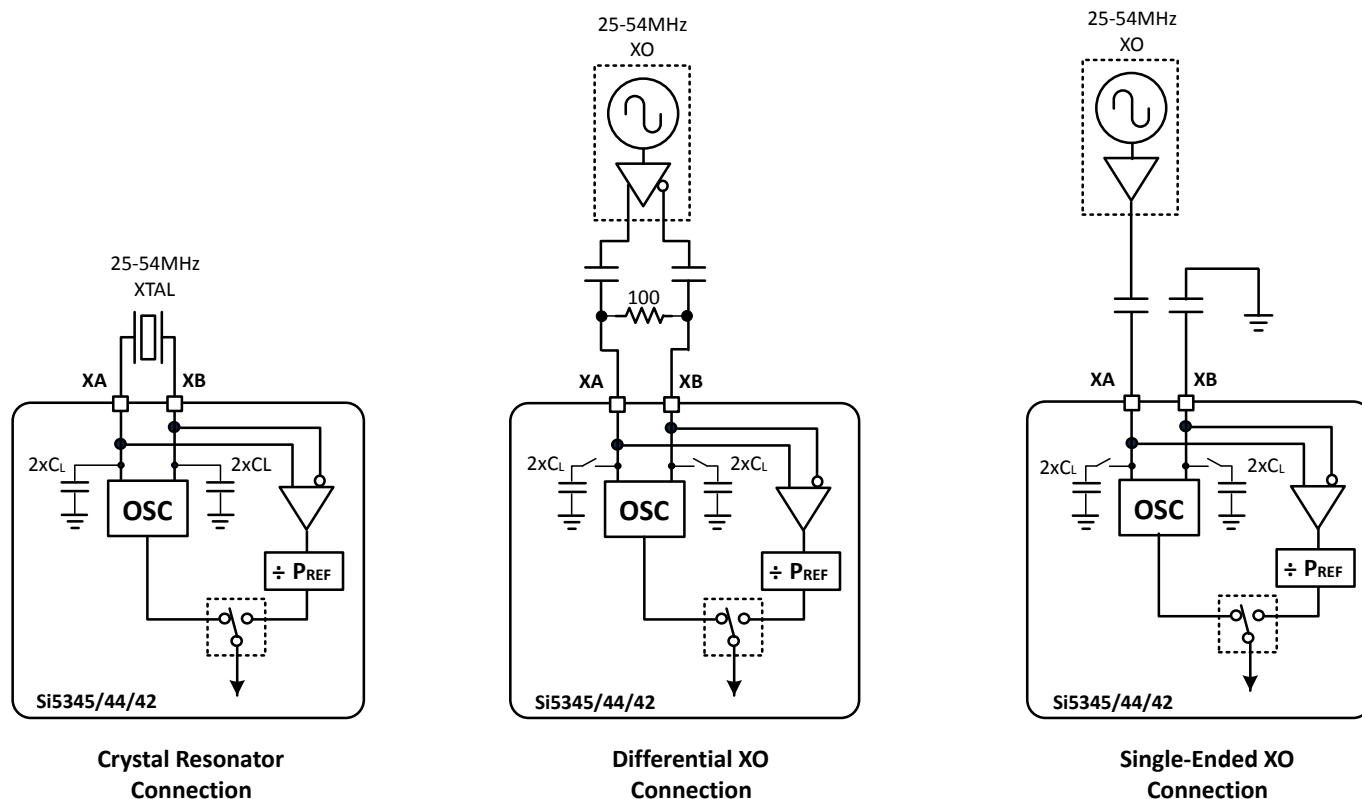 25-54MHz
XTAL
XA
XB
2xCL
2xCL
OSC
÷ PREF
Si5345/44/42
Crystal Resonator
Connection
25-54MHz
XO
100
XA
XB
2xCL
2xCL
OSC
÷ PREF
Si5345/44/42
Differential XO
Connection
25-54MHz
XO
XA
XB
2xCL
2xCL
OSC
÷ PREF
Si5345/44/42
Single-Ended XO
Connection